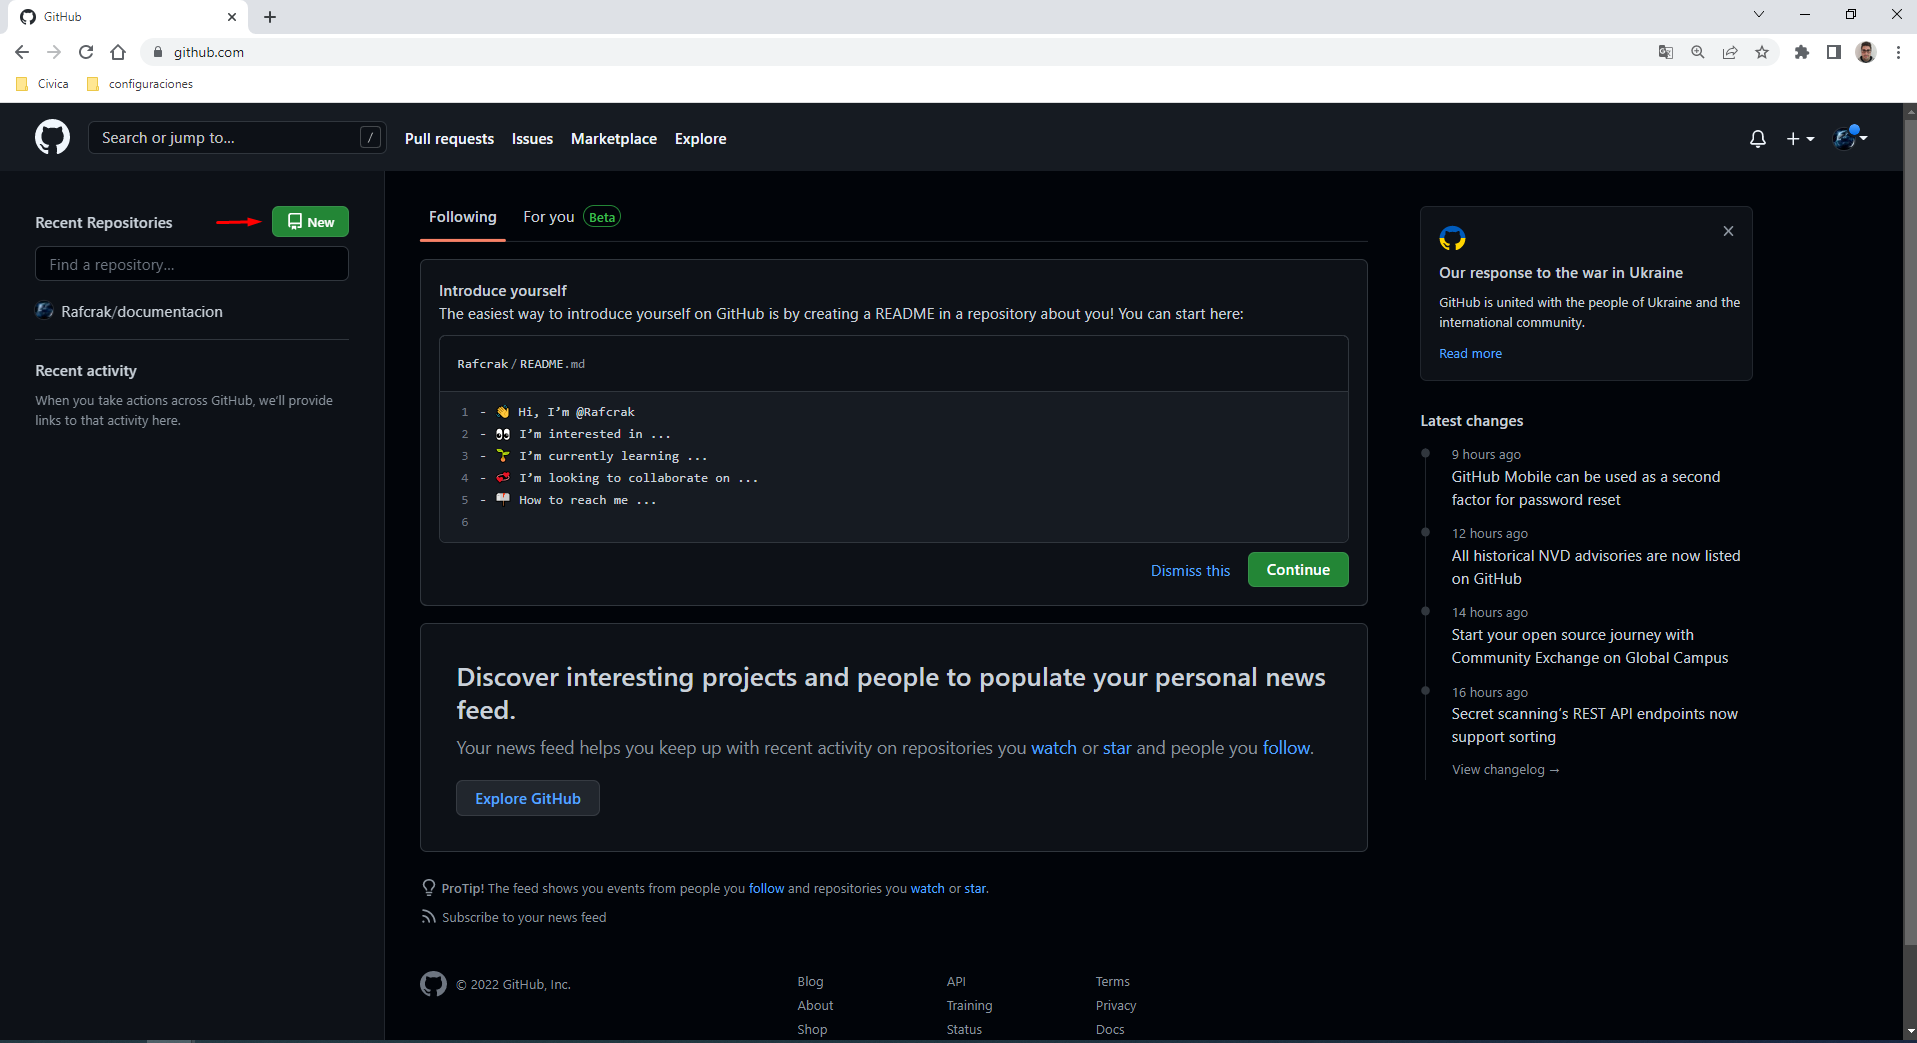 GitHub
github.com
Civica
configuraciones
Search or jump to...
/
Pull requests
Issues
Marketplace
Explore
Recent Repositories
New
Find a repository...
Rafcrak/documentacion
Recent activity
When you take actions across GitHub, we'll provide
links to that activity here.
Following
For you
Beta
Introduce yourself
The easiest way to introduce yourself on GitHub is by creating a README in a repository about you! You can start here:
Rafcrak/README.md
1 - 👋 Hi, I'm @Rafcrak
2 - 👀 I'm interested in ...
3 - 🌱 I'm currently learning ...
4 - 💞️ I'm looking to collaborate on ...
5 - 📫 How to reach me ...
6
Dismiss this
Continue
Discover interesting projects and people to populate your personal news
feed.
Your news feed helps you keep up with recent activity on repositories you watch or star and people you follow.
Explore GitHub
ProTip! The feed shows you events from people you follow and repositories you watch or star.
Subscribe to your news feed
Our response to the war in Ukraine
GitHub is united with the people of Ukraine and the
international community.
Read more
Latest changes
9 hours ago
GitHub Mobile can be used as a second
factor for password reset
12 hours ago
All historical NVD advisories are now listed
on GitHub
14 hours ago
Start your open source journey with
Community Exchange on Global Campus
16 hours ago
Secret scanning's REST API endpoints now
support sorting
View changelog →
© 2022 GitHub, Inc.
Blog
About
Shop
API
Training
Status
Terms
Privacy
Docs